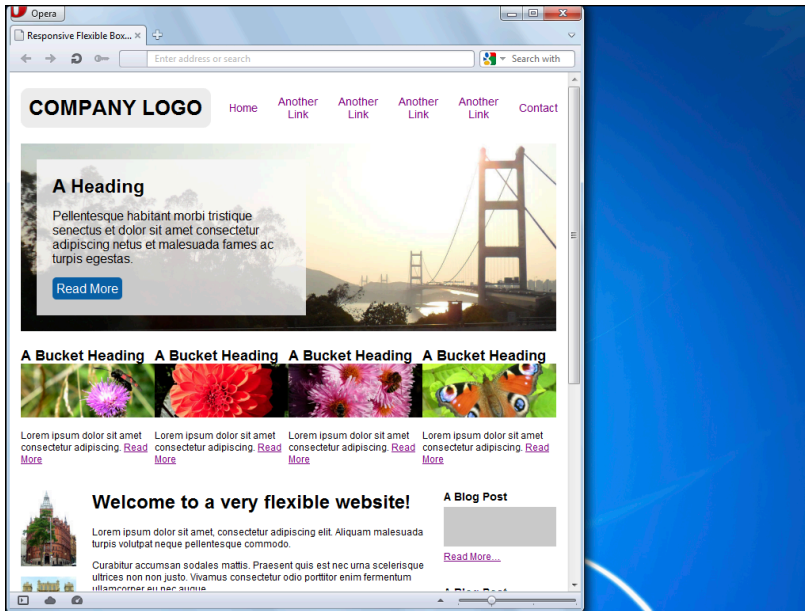 Opera
Responsive Flexible Box...
Enter address or search
Search with
COMPANY LOGO
Home
Another
Link
Another
Link
Another
Link
Another
Link
Contact
A Heading
Pellentesque habitant morbi tristique
senectus et dolor sit amet consectetur
adipiscing netus et malesuada fames ac
turpis egestas.
Read More
A Bucket Heading
A Bucket Heading
A Bucket Heading
A Bucket Heading
Lorem ipsum dolor sit amet
consectetur adipiscing. Read
More
Lorem ipsum dolor sit amet
consectetur adipiscing. Read
More
Lorem ipsum dolor sit amet
consectetur adipiscing. Read
More
Lorem ipsum dolor sit amet
consectetur adipiscing. Read
More
Welcome to a very flexible website!
Lorem ipsum dolor sit amet, consectetur adipiscing elit. Aliquam malesuada
turpis volutpat neque pellentesque commodo.
Curabitur accumsan sodales mattis. Praesent quis est nec urna scelerisque
ultrices non non justo. Vivamus consectetur odio porttitor enim fermentum
ullamcorper eu nec augue
A Blog Post
Read More...
A Blog Post